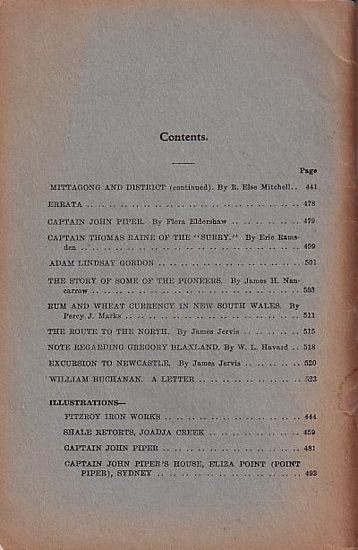 Contents.
Page
MITTAGONG AND DISTRICT (continued). By R. Else Mitchell.. 441
ERRATA .. .. .. .. .. .. .. .. .. .. .. .. .. .. .. .. .. .. 478
CAPTAIN JOHN PIPER. By Flora Eldershaw .. .. .. .. .. .. 479
CAPTAIN THOMAS RAINE OF THE "SURRY." By Eric Rams-
den .. .. .. .. .. .. .. .. .. .. .. .. .. .. .. .. .. .. 499
ADAM LINDSAY GORDON .. .. .. .. .. .. .. .. .. .. .. .. 501
THE STORY OF SOME OF THE PIONEERS. By James H. Nan-
carrow .. .. .. .. .. .. .. .. .. .. .. .. .. .. .. .. .. 503
RUM AND WHEAT CURRENCY IN NEW SOUTH WALES. By
Percy J. Marks .. .. .. .. .. .. .. .. .. .. .. .. .. .. 511
THE ROUTE TO THE NORTH. By James Jervis .. .. .. .. .. 515
NOTE REGARDING GREGORY BLAXLAND. By W. L. Havard .. 518
EXCURSION TO NEWCASTLE. By James Jervis .. .. .. .. .. 520
WILLIAM BUCHANAN. A LETTER .. .. .. .. .. .. .. .. .. 523
ILLUSTRATIONS—
FITZROY IRON WORKS .. .. .. .. .. .. .. .. .. .. .. .. 444
SHALE RETORTS, JOADJA CREEK .. .. .. .. .. .. .. .. 459
CAPTAIN JOHN PIPER .. .. .. .. .. .. .. .. .. .. .. .. 481
CAPTAIN JOHN PIPER'S HOUSE, ELIZA POINT (POINT
PIPER), SYDNEY .. .. .. .. .. .. .. .. .. .. .. .. .. 493